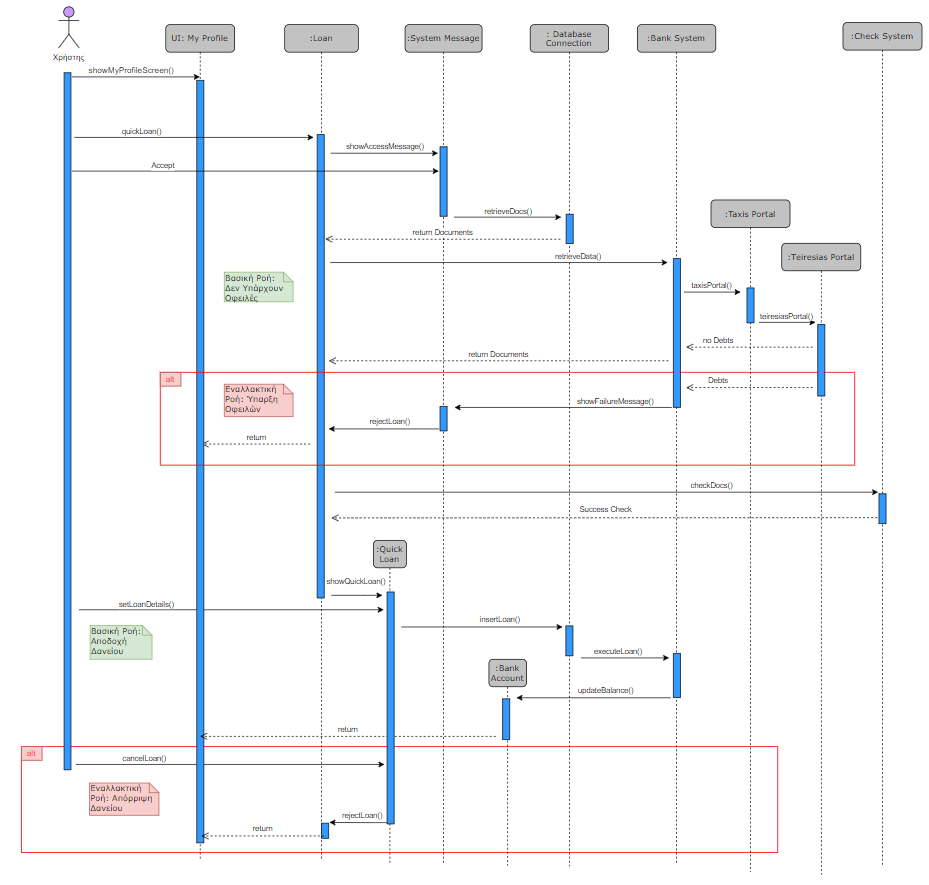 Χρήστης
UI: My Profile
:Loan
:System Message
: Database
Connection
:Bank System
:Check System
showMyProfileScreen()
quickLoan()
showAccessMessage()
Accept
:Taxis Portal
retrieveDocs()
return Documents
:Teiresias Portal
retrieveData()
Βασική Ροή:
Δεν Υπάρχουν
Οφειλές
taxisPortal()
teiresiasPortal()
no Debts
return Documents
alt
Debts
Εναλλακτική
Ροή: Ύπαρξη
Οφειλών
showFailureMessage()
rejectLoan()
return
checkDocs()
Success Check
:Quick
Loan
showQuickLoan()
setLoanDetails()
insertLoan()
Βασική Ροή:
Αποδοχή
Δανείου
executeLoan()
:Bank
Account
updateBalance()
return
alt
cancelLoan()
Εναλλακτική
Ροή: Απόρριψη
Δανείου
rejectLoan()
return